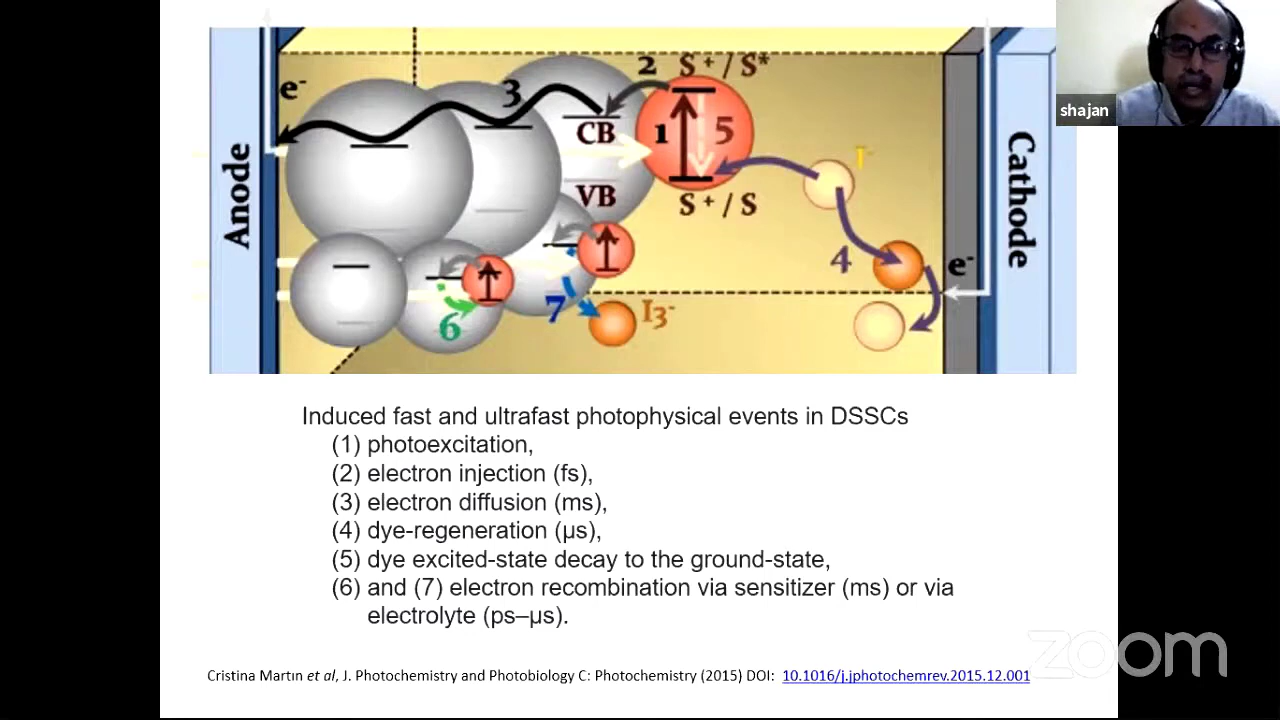 shajan
e⁻
3
2
S⁺/S*
CB
1
5
I⁻
VB
S⁺/S
Anode
Cathode
4
e⁻
6
7
I₃⁻
Induced fast and ultrafast photophysical events in DSSCs
(1) photoexcitation,
(2) electron injection (fs),
(3) electron diffusion (ms),
(4) dye-regeneration (μs),
(5) dye excited-state decay to the ground-state,
(6) and (7) electron recombination via sensitizer (ms) or via
electrolyte (ps–μs).
zoom
Cristina Martın et al, J. Photochemistry and Photobiology C: Photochemistry (2015) DOI: 10.1016/j.jphotochemrev.2015.12.001